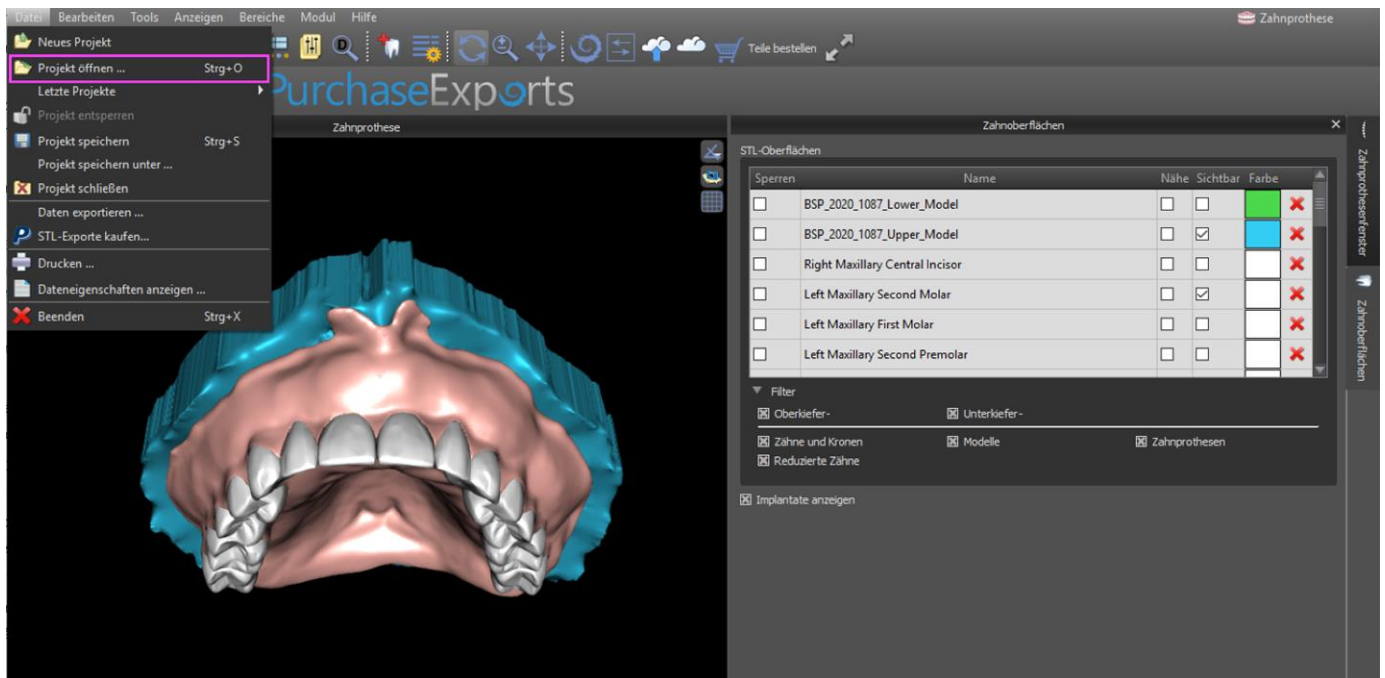 Datei Bearbeiten Tools Anzeigen Bereiche Modul Hilfe
Zahnprothese
Neues Projekt
Projekt öffnen ... Strg+O
Letzte Projekte
Projekt entsperren
Projekt speichern Strg+S
Projekt speichern unter ...
Projekt schließen
Daten exportieren ...
STL-Exporte kaufen...
Drucken ...
Dateneigenschaften anzeigen ...
Beenden Strg+X
Teile bestellen
PurchaseExports
Zahnprothese
Zahnoberflächen
STL-Oberflächen
Sperren Name Nähe Sichtbar Farbe
BSP_2020_1087_Lower_Model
BSP_2020_1087_Upper_Model
Right Maxillary Central Incisor
Left Maxillary Second Molar
Left Maxillary First Molar
Left Maxillary Second Premolar
Filter
Oberkiefer- Unterkiefer-
Zähne und Kronen Modelle Zahnprothesen
Reduzierte Zähne
Implantate anzeigen
Zahnprothesenfenster
Zahnoberflächen